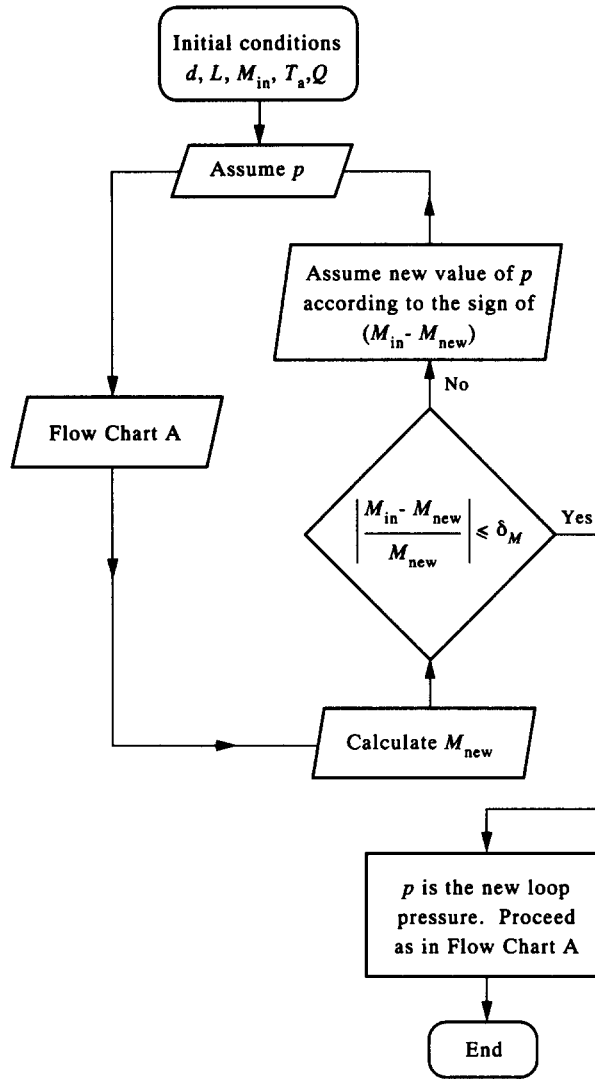 Initial conditions
d, L, M_in, T_a,Q
Assume p
Assume new value of p
according to the sign of
(M_in- M_new)
No
Flow Chart A
Yes
|M_in- M_new / M_new| ⩽ δ_M
Calculate M_new
p is the new loop
pressure. Proceed
as in Flow Chart A
End